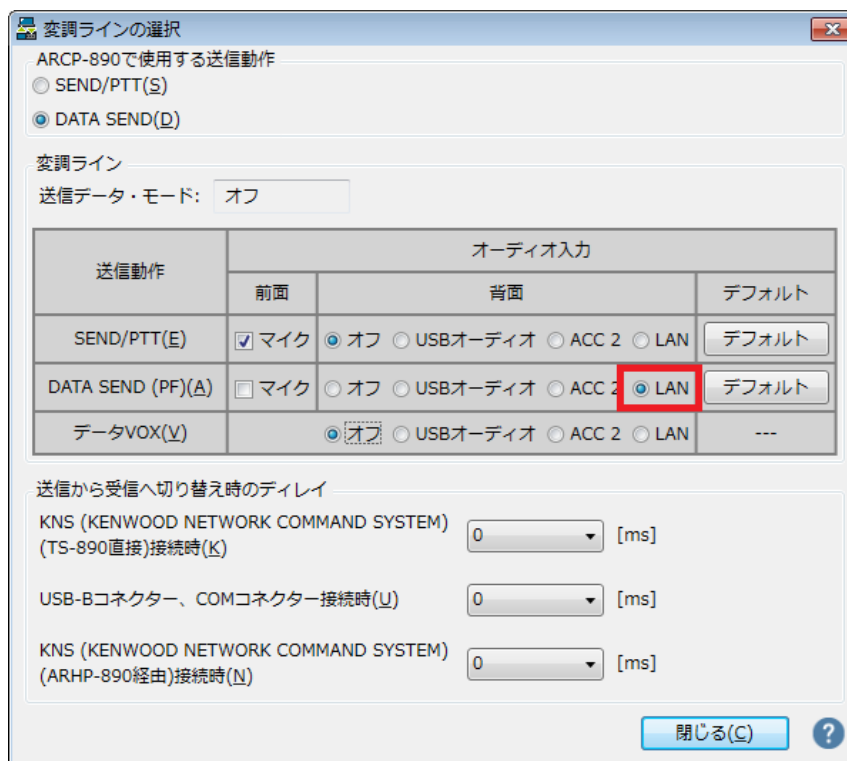 変調ラインの選択
ARCP-890で使用する送信動作
SEND/PTT(S)
DATA SEND(D)
変調ライン
送信データ・モード: オフ
送信動作 オーディオ入力
前面 背面 デフォルト
SEND/PTT(E) マイク オフ USBオーディオ ACC 2 LAN デフォルト
DATA SEND (PF)(A) マイク オフ USBオーディオ ACC 2 LAN デフォルト
データVOX(V) オフ USBオーディオ ACC 2 LAN ---
送信から受信へ切り替え時のディレイ
KNS (KENWOOD NETWORK COMMAND SYSTEM)
(TS-890直接)接続時(K) 0 [ms]
USB-Bコネクター、COMコネクター接続時(U) 0 [ms]
KNS (KENWOOD NETWORK COMMAND SYSTEM)
(ARHP-890経由)接続時(N) 0 [ms]
閉じる(C) ?